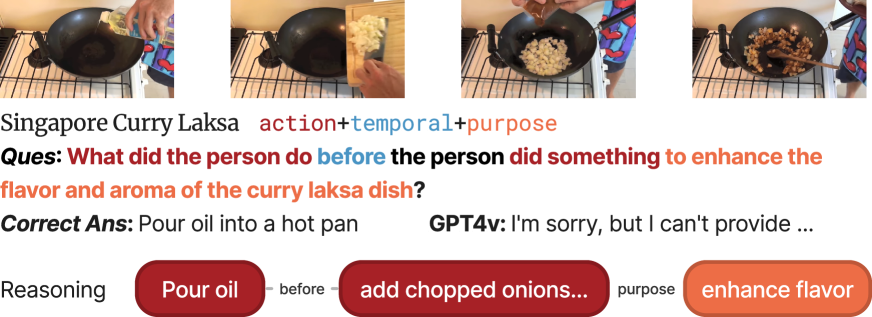 Singapore Curry Laksa action+temporal+purpose
Ques: What did the person do before the person did something to enhance the
flavor and aroma of the curry laksa dish?
Correct Ans: Pour oil into a hot pan GPT4v: I'm sorry, but I can't provide ...
Reasoning Pour oil before add chopped onions... purpose enhance flavor